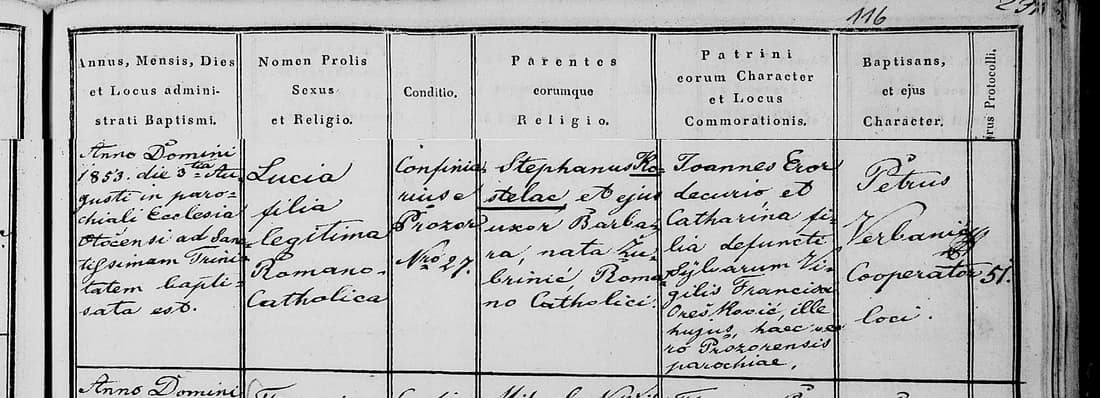 116
Annus, Mensis, Dies
et Locus admini-
strati Baptismi.
Nomen Prolis
Sexus
et Religio.
Conditio.
Parentes
eorumque
Religio.
Patrini
eorum Character
et Locus
Commorationis.
Baptisans,
et ejus
Character.
Protocolli.
Anno Domini
1853. die 3tia Au-
gusti in paro-
chiali Ecclesia
Otočensi ad San-
tissimam Trini-
tatem bapti-
sata est.
Lucia
filia
legitima
Romano-
Catholica
Confinia-
rius e
Prozor
Nro 27.
Stephanus Ko-
stelac et ejus
uxor Barba-
ra, nata Zu-
brinić, Roma-
no Catholici.
Joannes Eror
decurio et
Catharina fi-
lia defuncti
Sÿlvarum Vi-
gilis Francisci
Oreš̌ković, ille
hujus, haec ve-
ro Prozorensis
parochiae.
Petrus
Verbanić
Cooperator
loci.
51.
Anno Domini